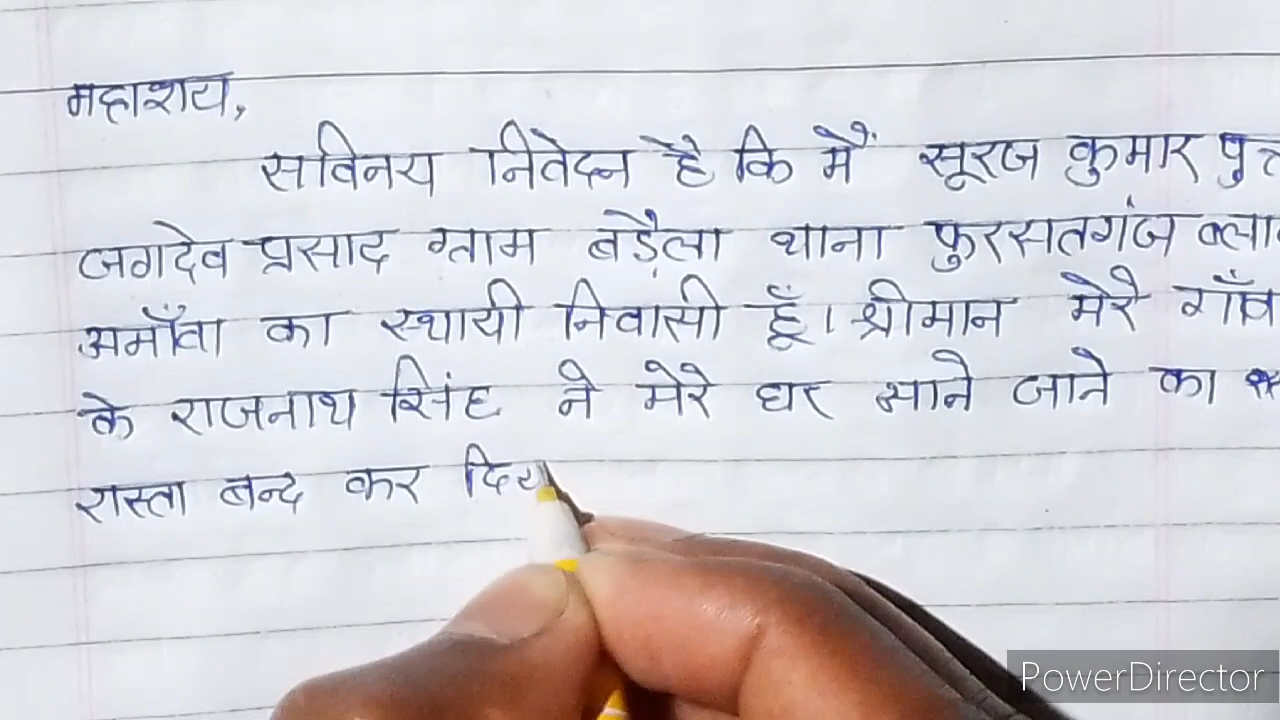 महाशय,
सविनय निवेदन है कि मैं सूरज कुमार
जगदेव प्रसाद ग्राम बड़ैला थाना फुरसतगंज
अमाँवा का स्थायी निवासी हूँ। श्रीमान मेरे गाँव
के राजनाथ सिंह ने मेरे घर आने जाने का
रास्ता बन्द कर दिय
PowerDirector